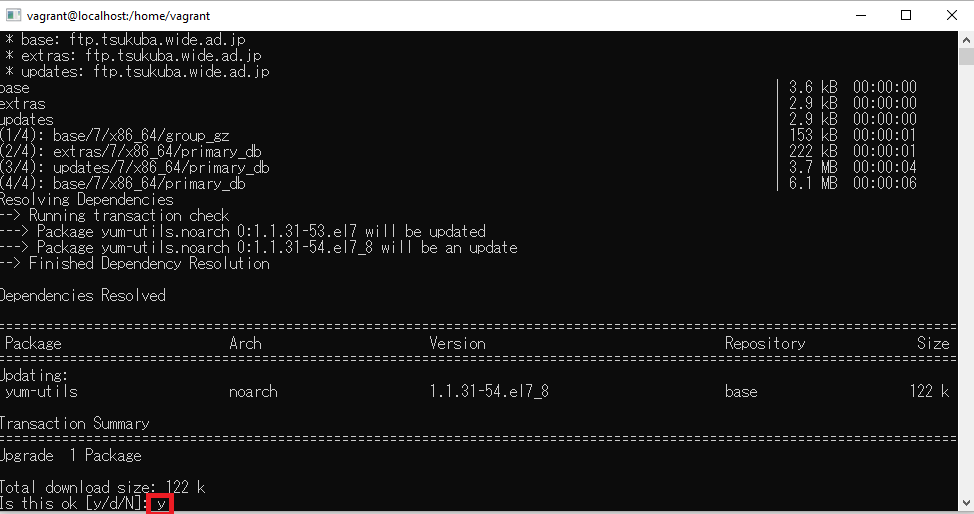 vagrant@localhost:/home/vagrant
* base: ftp.tsukuba.wide.ad.jp
* extras: ftp.tsukuba.wide.ad.jp
* updates: ftp.tsukuba.wide.ad.jp
base | 3.6 kB 00:00:00
extras | 2.9 kB 00:00:00
updates | 2.9 kB 00:00:00
(1/4): base/7/x86_64/group_gz | 153 kB 00:00:01
(2/4): extras/7/x86_64/primary_db | 222 kB 00:00:01
(3/4): updates/7/x86_64/primary_db | 3.7 MB 00:00:04
(4/4): base/7/x86_64/primary_db | 6.1 MB 00:00:06
Resolving Dependencies
--> Running transaction check
---> Package yum-utils.noarch 0:1.1.31-53.el7 will be updated
---> Package yum-utils.noarch 0:1.1.31-54.el7_8 will be an update
--> Finished Dependency Resolution
Dependencies Resolved
Package Arch Version Repository Size
Updating:
yum-utils noarch 1.1.31-54.el7_8 base 122 k
Transaction Summary
Upgrade 1 Package
Total download size: 122 k
Is this ok [y/d/N]: y